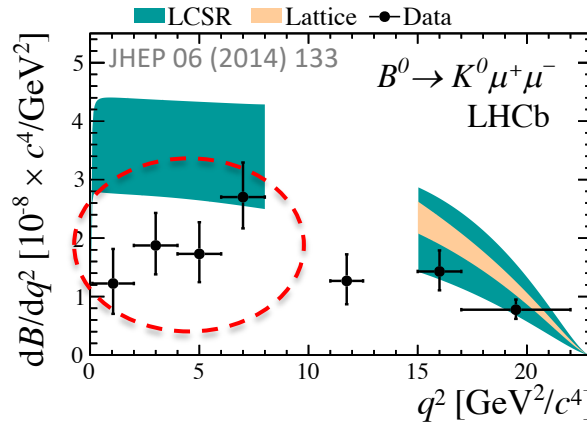 LCSR Lattice Data
JHEP 06 (2014) 133
B⁰→ K⁰μ⁺μ⁻
LHCb
dB/dq² [10⁻⁸ × c⁴/GeV²]
5
4
3
2
1
0
0 5 10 15 20
q² [GeV²/c⁴]